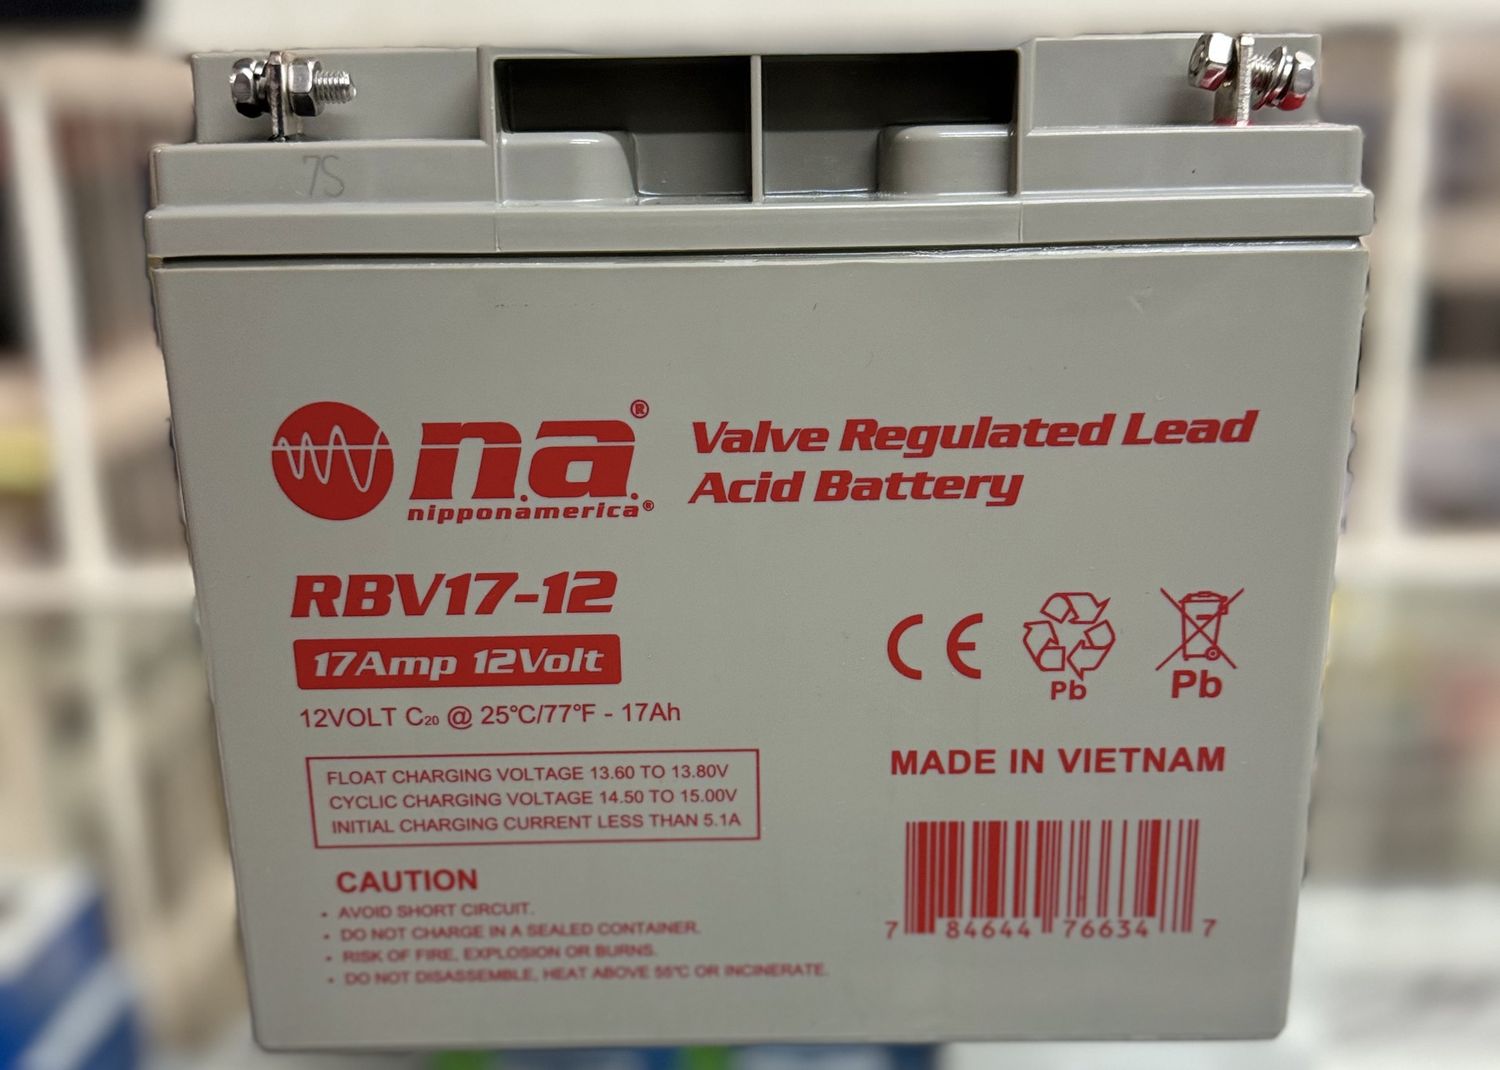 7S
n.a.®
nipponamerica®
Valve Regulated Lead
Acid Battery
RBV17-12
17Amp 12Volt
12VOLT C20 @ 25°C/77°F - 17Ah
FLOAT CHARGING VOLTAGE 13.60 TO 13.80V
CYCLIC CHARGING VOLTAGE 14.50 TO 15.00V
INITIAL CHARGING CURRENT LESS THAN 5.1A
CAUTION
• AVOID SHORT CIRCUIT.
• DO NOT CHARGE IN A SEALED CONTAINER.
• RISK OF FIRE, EXPLOSION OR BURNS.
• DO NOT DISASSEMBLE, HEAT ABOVE 55°C OR INCINERATE.
CE
Pb
Pb
MADE IN VIETNAM
7 84644 76634 7